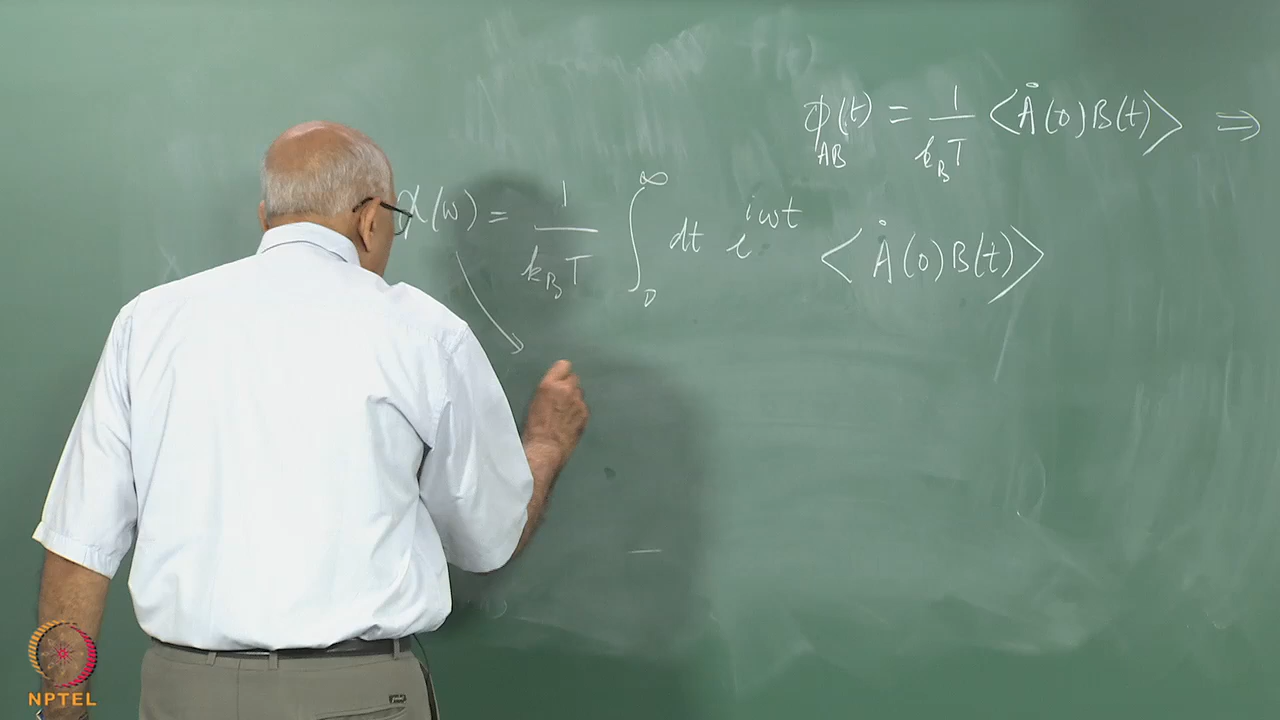 ϕ_AB(t) = 1/(k_B T) <Ȧ(0)B(t)> ⇒
χ(ω) = 1/(k_B T) ∫_0^∞ dt e^{iωt} <Ȧ(0)B(t)>
NPTEL